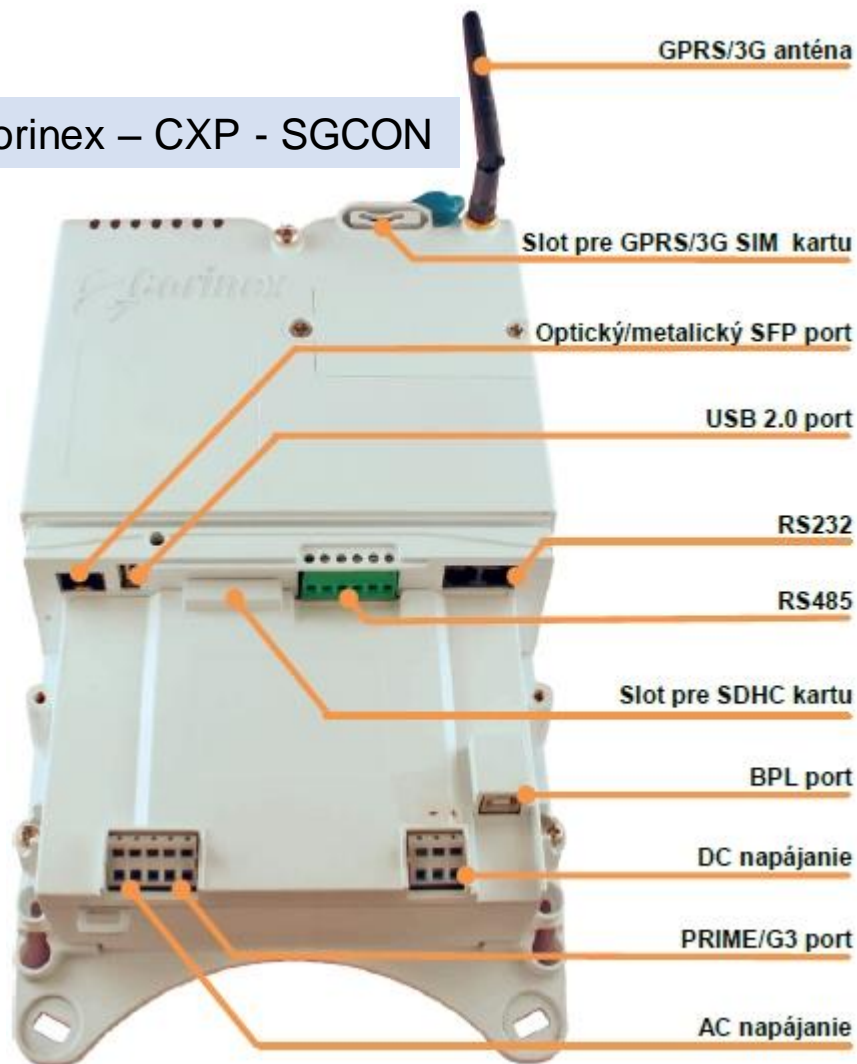 GPRS/3G anténa
orinex – CXP - SGCON
Slot pre GPRS/3G SIM kartu
corinex
Optický/metalický SFP port
USB 2.0 port
RS232
RS485
Slot pre SDHC kartu
BPL port
DC napájanie
PRIME/G3 port
AC napájanie